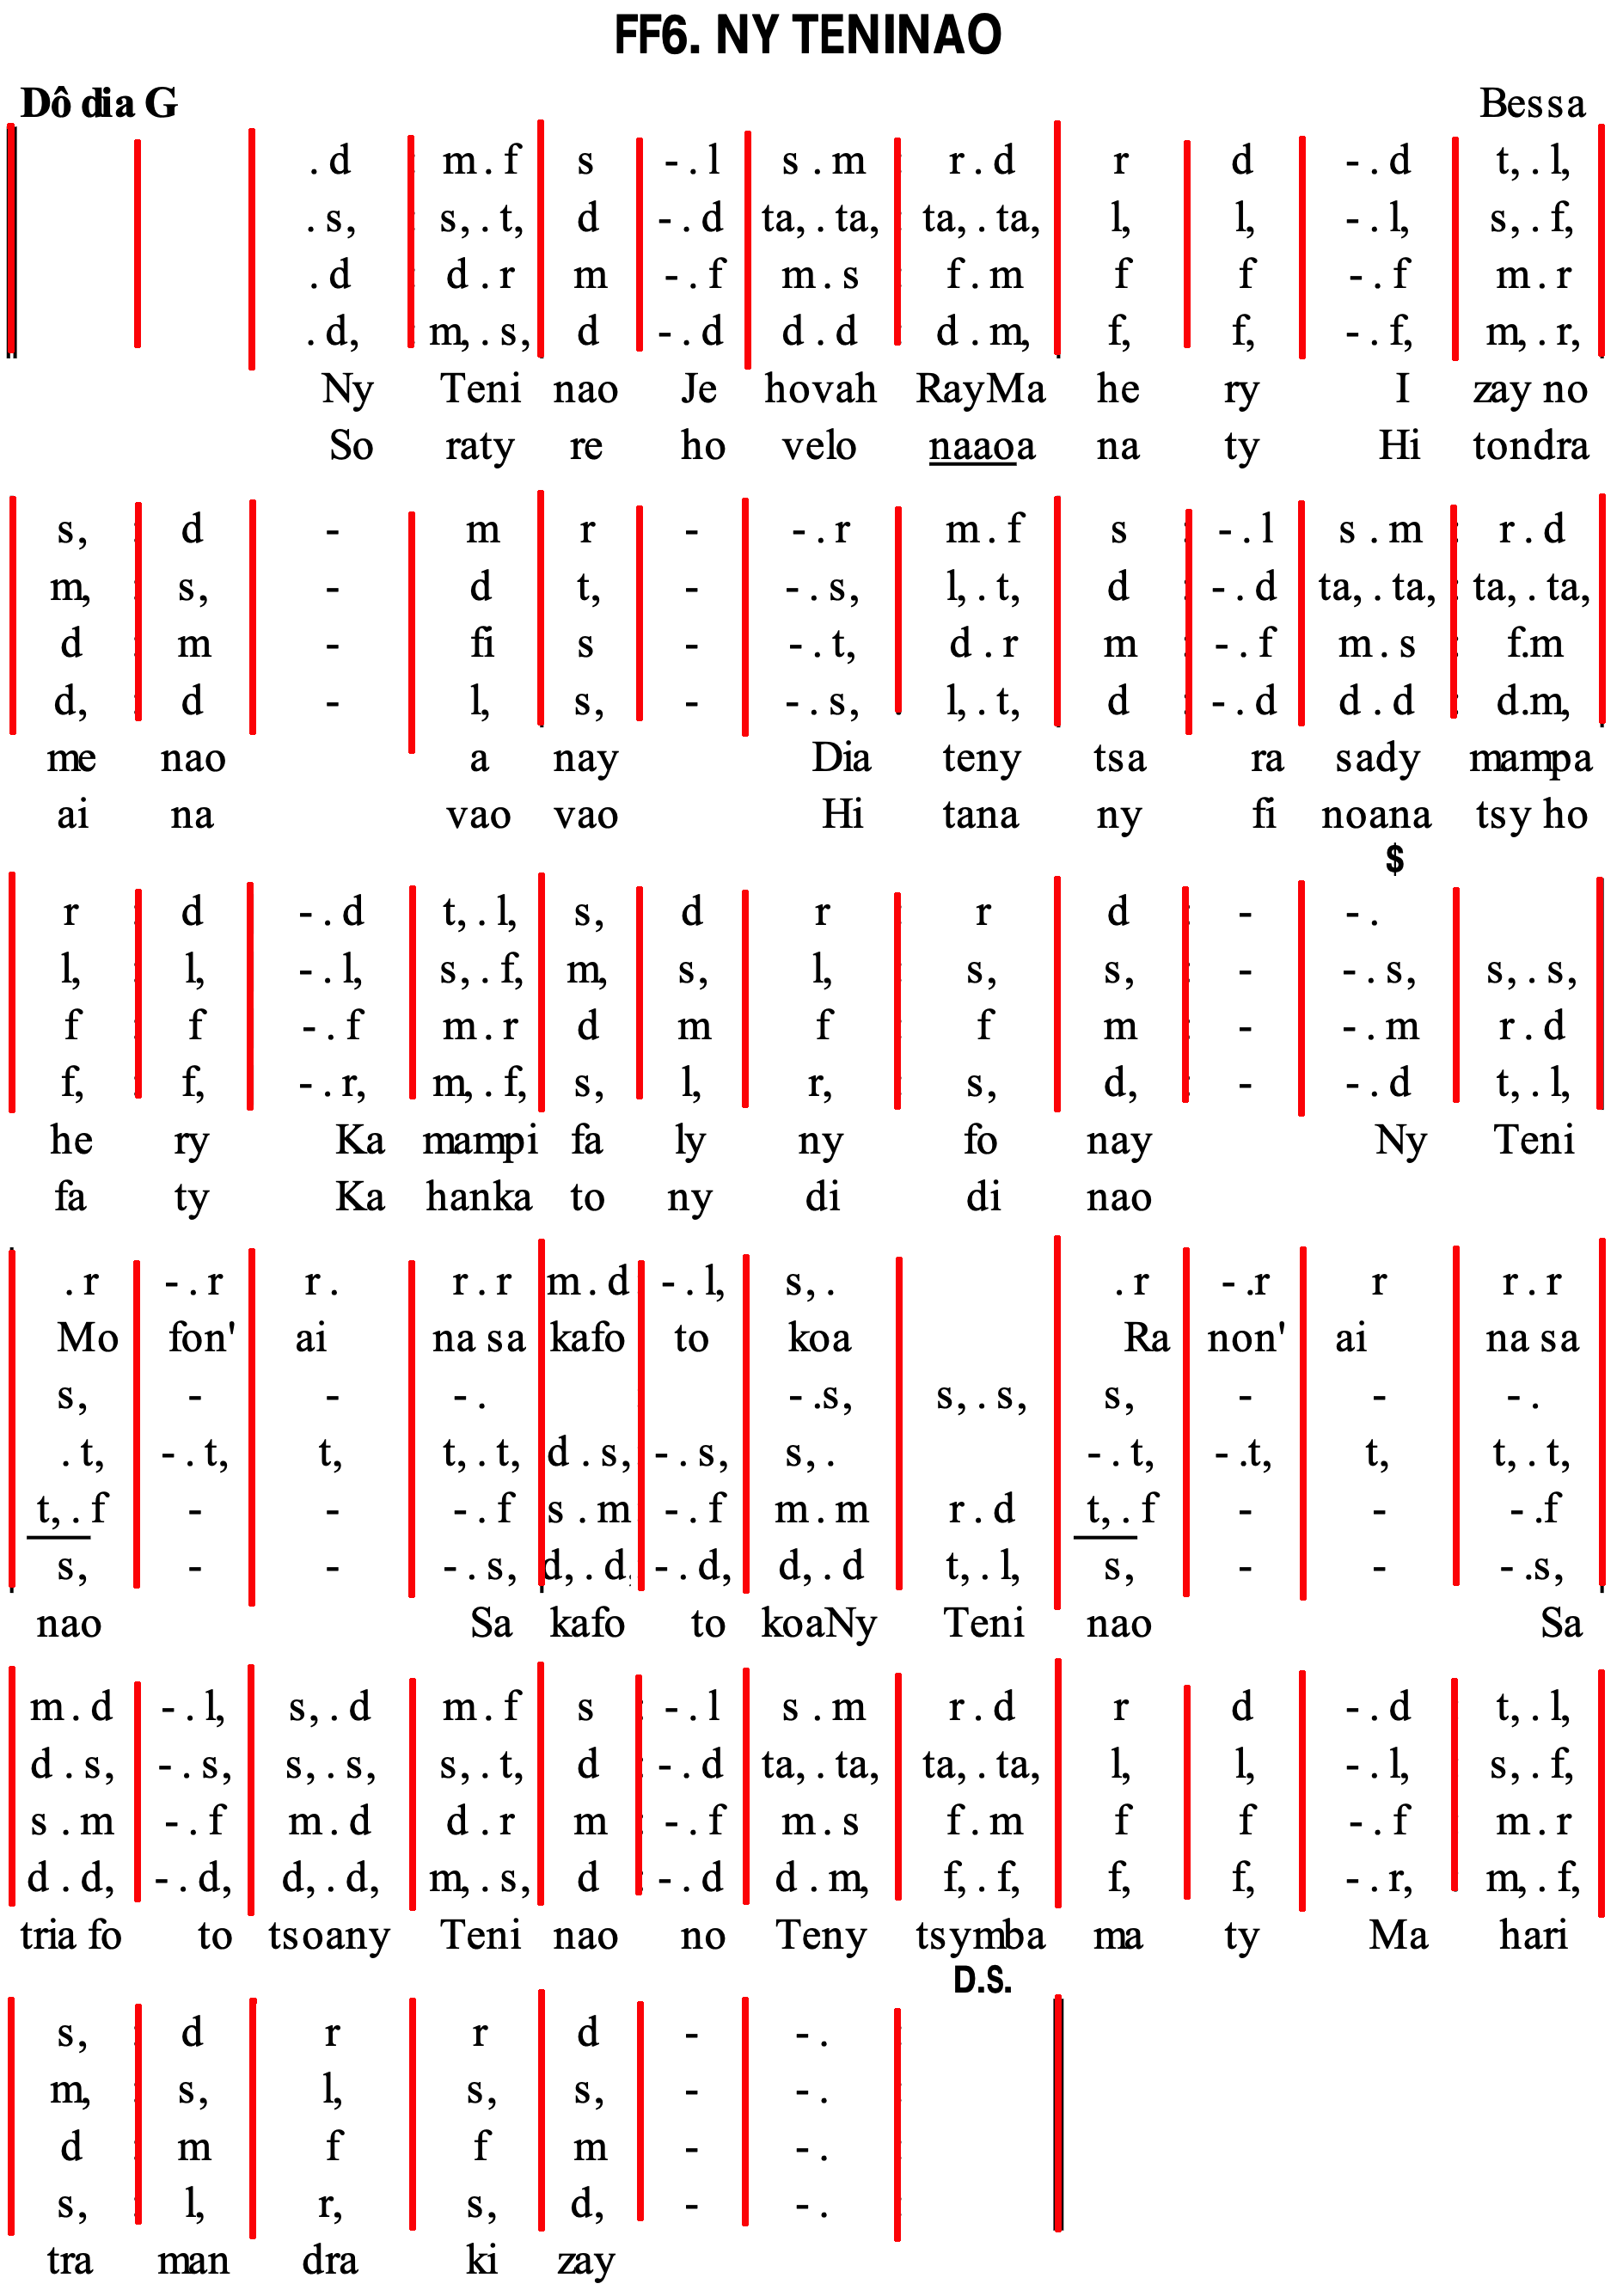 FF6. NY TENINAO
Dô dia G Bessa
.d m.f s -.l s.m r.d r d -.d t,.l,
.s, s,.t, d -.d ta,.ta, ta,.ta, l, l, -.l, s,.f,
.d d.r m -.f m.s f.m f f -.f m.r
.d, m,.s, d -.d d.d d.m, f, f, -.f, m,.r,
Ny Teni nao Je hovah RayMa he ry I zay no
So raty re ho velo naaoa na ty Hi tondra
s, d - m r - -.r m.f s -.l s.m r.d
m, s, - d t, - -.s, l,.t, d -.d ta,.ta, ta,.ta,
d m - fi s - -.t, d.r m -.f m.s f.m
d, d - l, s, - -.s, l,.t, d -.d d.d d.m,
me nao a nay Dia teny tsa ra sady mampa
ai na vao vao Hi tana ny fi noana tsy ho
$
r d -.d t,.l, s, d r r d - -.
l, l, -.l, s,.f, m, s, l, s, s, - -.s, s,.s,
f f -.f m.r d m f f m - -.m r.d
f, f, -.r, m,.f, s, l, r, s, d, - -.d t,.l,
he ry Ka mampi fa ly ny fo nay Ny Teni
fa ty Ka hanka to ny di di nao
.r -.r r. r.r m.d -.l, s,. .r -.r r r.r
Mo fon' ai na sa kafo to koa Ra non' ai na sa
s, - - -. -.s, s,.s, s, - - -.
.t, -.t, t, t,.t, d.s, -.s, s,. -.t, -.t, t, t,.t,
t,.f - - -.f s.m -.f m.m r.d t,.f - - -.f
s, - - -.s, d,.d, -.d, d,.d t,.l, s, - - -.s,
nao Sa kafo to koaNy Teni nao Sa
m.d -.l, s,.d m.f s -.l s.m r.d r d -.d t,.l,
d.s, -.s, s,.s, s,.t, d -.d ta,.ta, ta,.ta, l, l, -.l, s,.f,
s.m -.f m.d d.r m -.f m.s f.m f f -.f m.r
d.d, -.d, d,.d, m,.s, d -.d d.m, f,.f, f, f, -.r, m,.f,
tria fo to tsoany Teni nao no Teny tsymba ma ty Ma hari
D.S.
s, d r r d - -.
m, s, l, s, s, - -.
d m f f m - -.
s, l, r, s, d, - -.
tra man dra ki zay